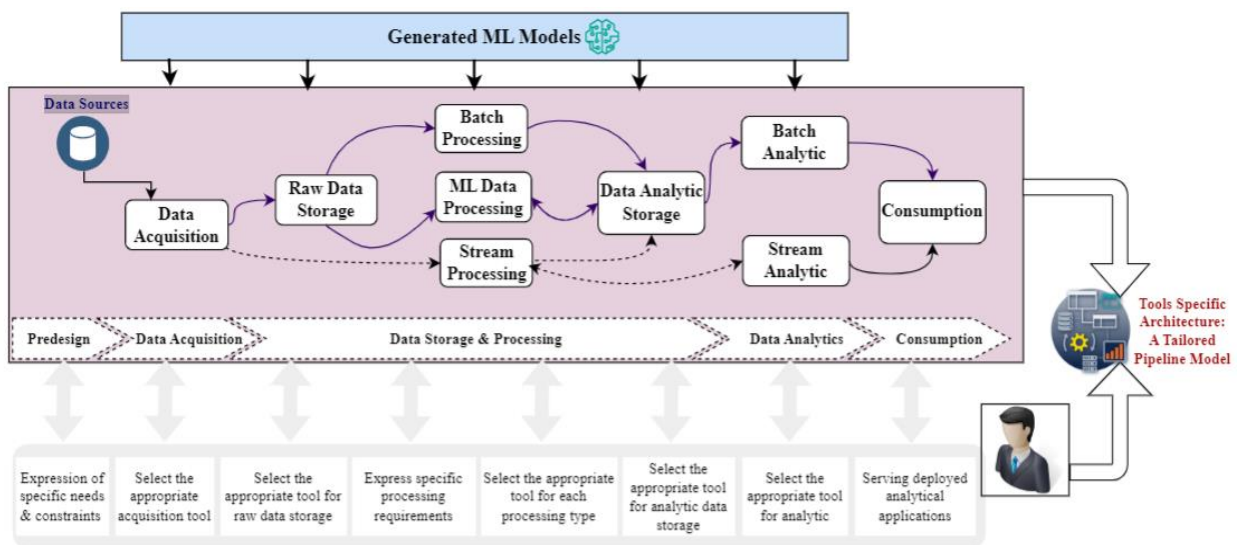 Generated ML Models
Data Sources
Batch
Processing
Batch
Analytic
Raw Data
Storage
ML Data
Processing
Data Analytic
Storage
Consumption
Data
Acquisition
Stream
Processing
Stream
Analytic
Tools Specific
Architecture:
A Tailored
Pipeline Model
Predesign
Data Acquisition
Data Storage & Processing
Data Analytics
Consumption
Expression of
specific needs
& constraints
Select the
appropriate
acquisition tool
Select the
appropriate tool for
raw data storage
Express specific
processing
requirements
Select the appropriate
tool for each
processing type
Select the
appropriate tool
for analytic data
storage
Select the
appropriate tool
for analytic
Serving deployed
analytical
applications